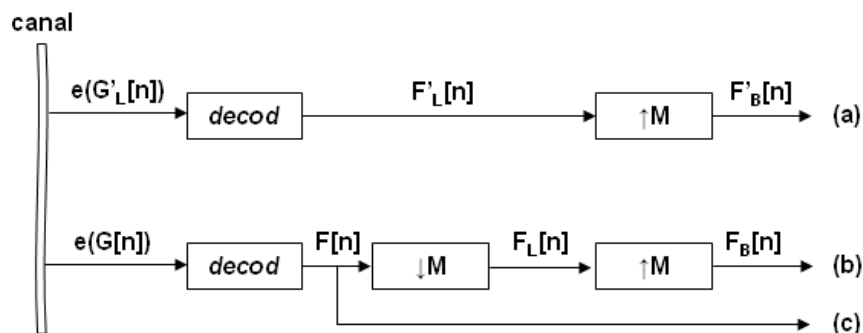 canal
e(G'L[n])
decod
F'L[n]
↑M
F'B[n]
(a)
e(G[n])
decod
F[n]
↓M
FL[n]
↑M
FB[n]
(b)
(c)